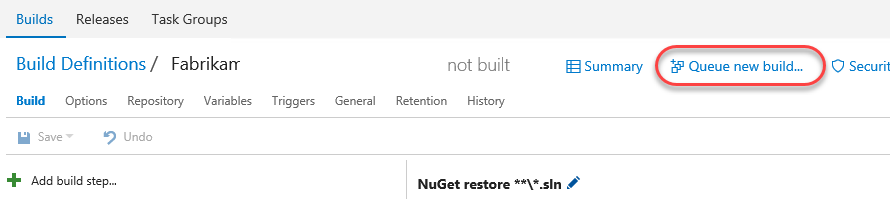 Builds Releases Task Groups
Build Definitions / Fabrikam not built Summary Queue new build... Securit
Build Options Repository Variables Triggers General Retention History
Save Undo
Add build step... NuGet restore **\*.sln